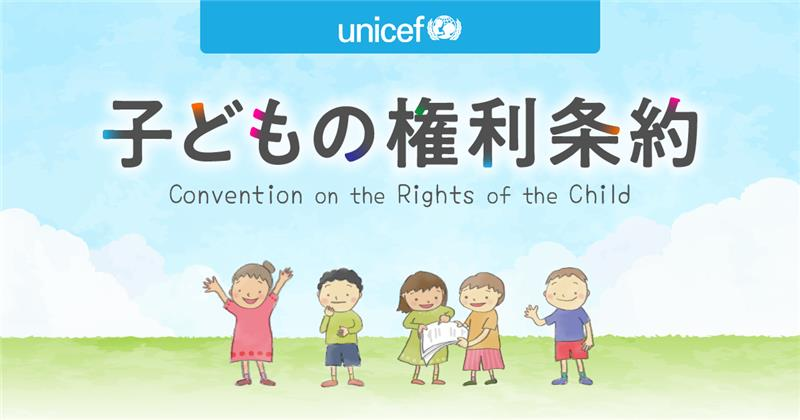 unicef
子どもの権利条約
Convention on the Rights of the Child